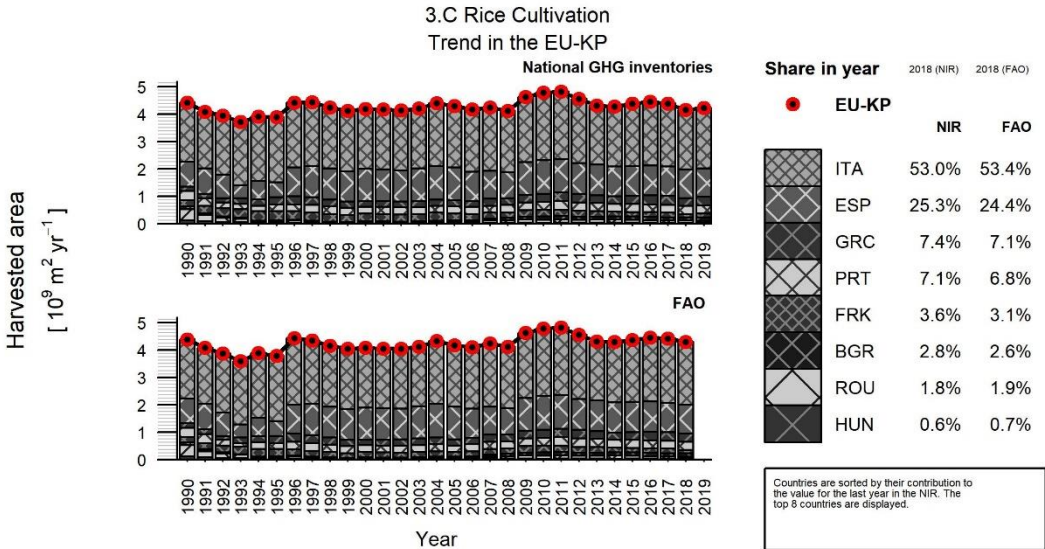 3.C Rice Cultivation
Trend in the EU-KP
National GHG inventories
Harvested area
[ 10⁹ m² yr⁻¹ ]
5
4
3
2
1
0
1990 1991 1992 1993 1994 1995 1996 1997 1998 1999 2000 2001 2002 2003 2004 2005 2006 2007 2008 2009 2010 2011 2012 2013 2014 2015 2016 2017 2018 2019
FAO
5
4
3
2
1
0
1990 1991 1992 1993 1994 1995 1996 1997 1998 1999 2000 2001 2002 2003 2004 2005 2006 2007 2008 2009 2010 2011 2012 2013 2014 2015 2016 2017 2018 2019
Year
Share in year 2018 (NIR) 2018 (FAO)
EU-KP
NIR FAO
ITA 53.0% 53.4%
ESP 25.3% 24.4%
GRC 7.4% 7.1%
PRT 7.1% 6.8%
FRK 3.6% 3.1%
BGR 2.8% 2.6%
ROU 1.8% 1.9%
HUN 0.6% 0.7%
Countries are sorted by their contribution to
the value for the last year in the NIR. The
top 8 countries are displayed.